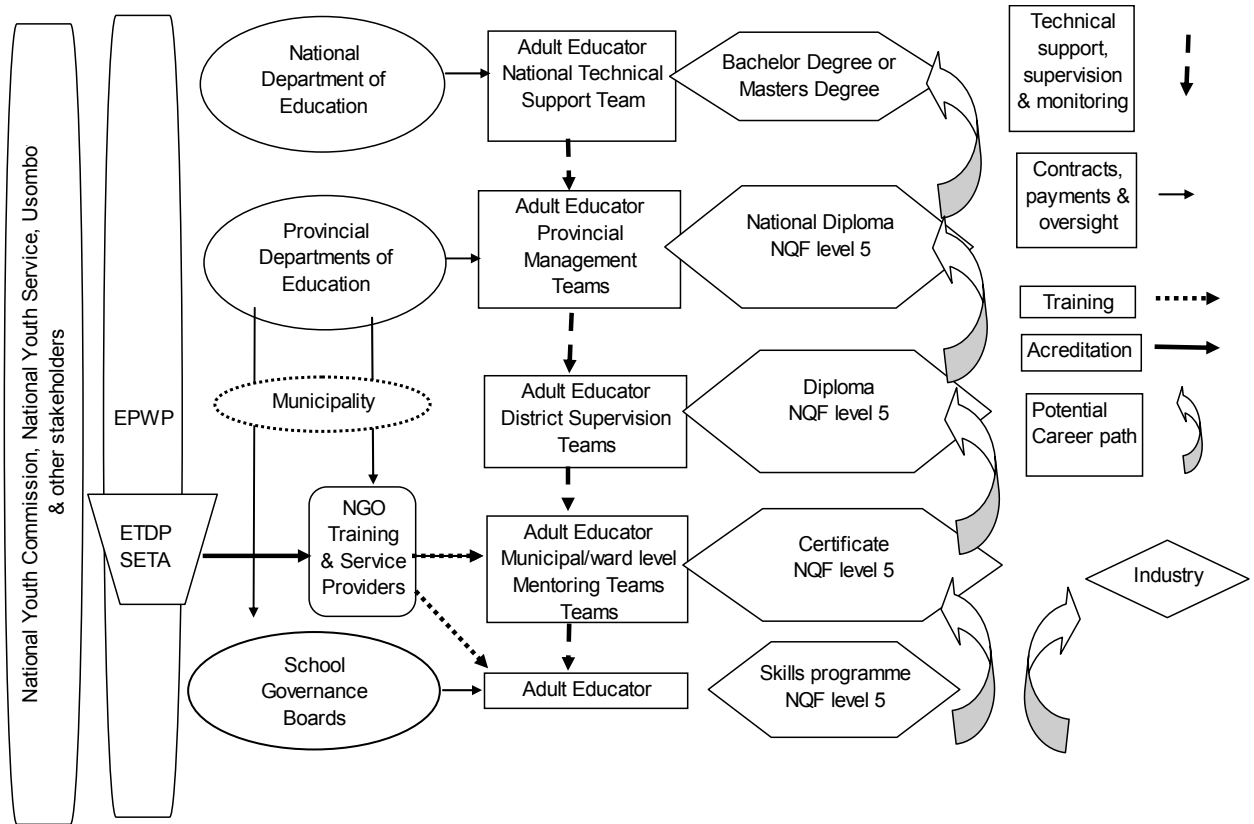 National Youth Commission, National Youth Service, Usombo
& other stakeholders
EPWP
ETDP
SETA
National
Department of
Education
Adult Educator
National Technical
Support Team
Bachelor Degree or
Masters Degree
Provincial
Departments of
Education
Adult Educator
Provincial
Management
Teams
National Diploma
NQF level 5
Municipality
Adult Educator
District Supervision
Teams
Diploma
NQF level 5
NGO
Training
& Service
Providers
Adult Educator
Municipal/ward level
Mentoring Teams
Teams
Certificate
NQF level 5
School
Governance
Boards
Adult Educator
Skills programme
NQF level 5
Technical
support,
supervision
& monitoring
Contracts,
payments &
oversight
Training
Acreditation
Potential
Career path
Industry